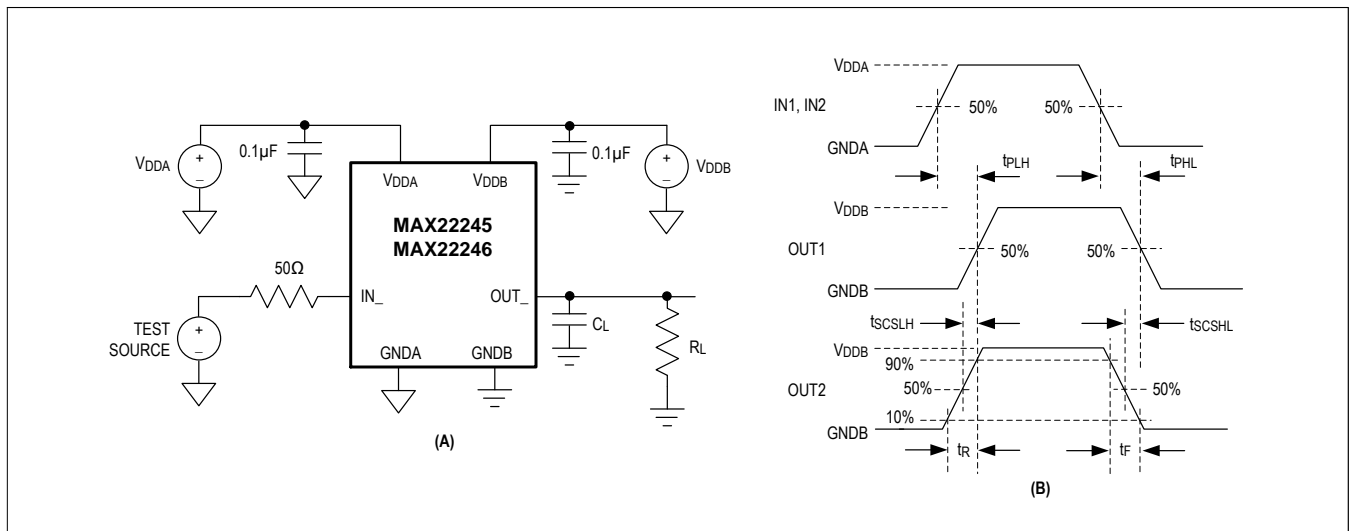 VDDA
0.1µF
0.1µF
VDDB
VDDA
VDDB
MAX22245
MAX22246
50Ω
IN_
OUT_
TEST
SOURCE
CL
RL
GNDA
GNDB
(A)
VDDA
IN1, IN2
50%
50%
GNDA
tPLH
tPHL
VDDB
OUT1
50%
50%
GNDB
tSCSLH
tSCSHL
VDDB
90%
50%
50%
OUT2
10%
GNDB
tR
tF
(B)